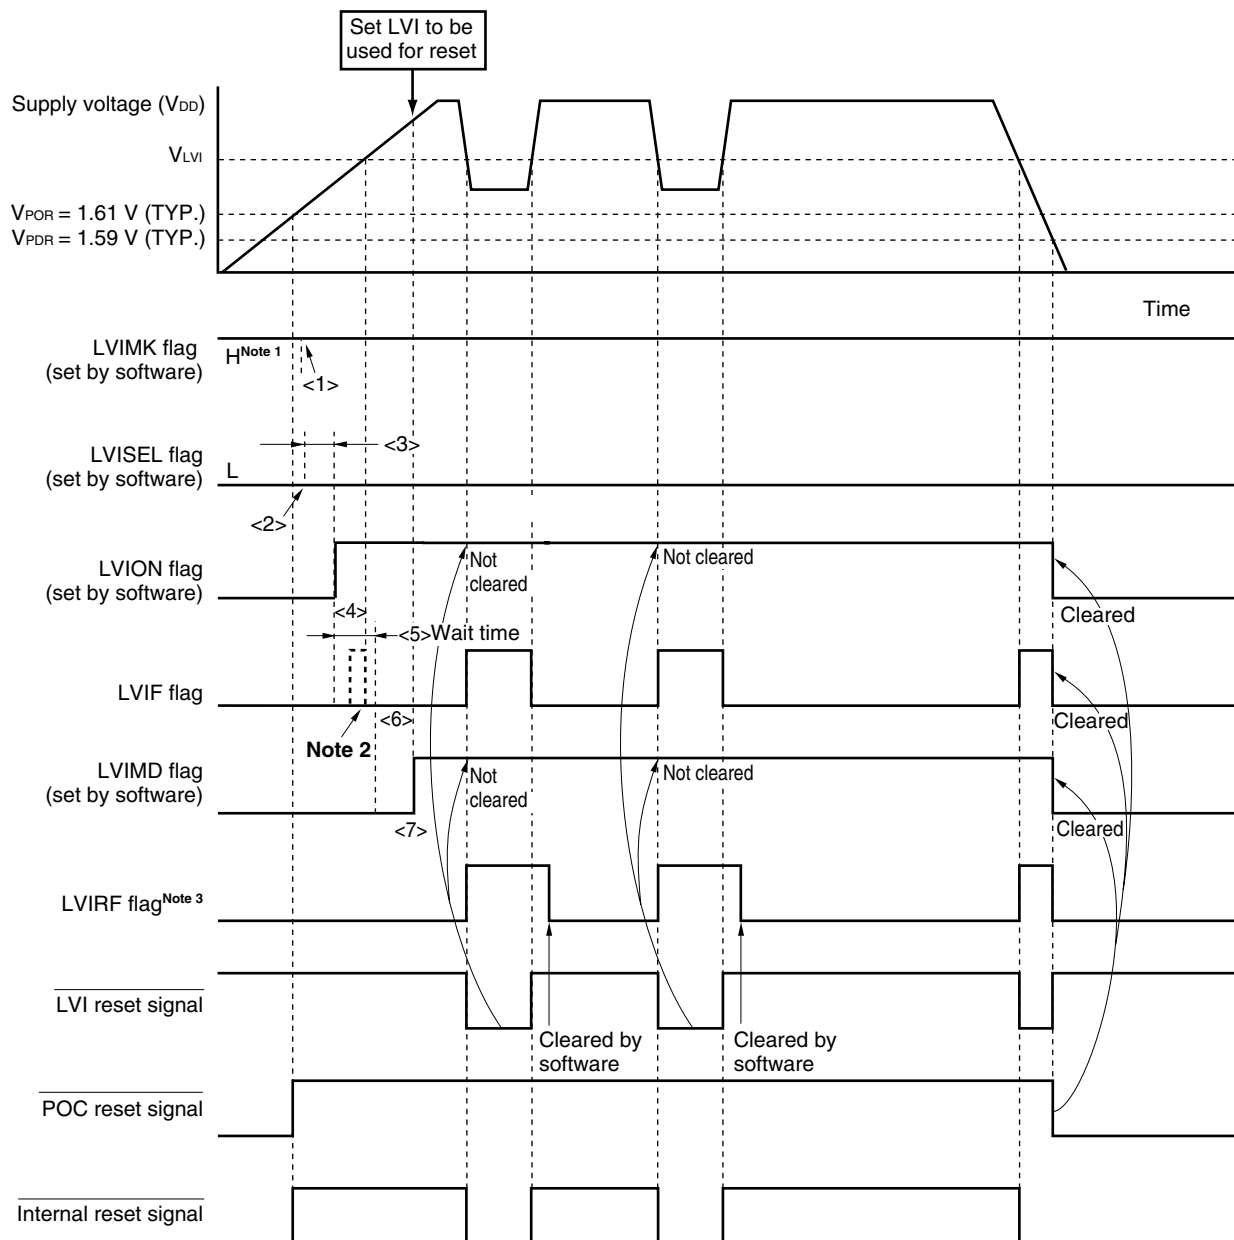 Set LVI to be
used for reset
Supply voltage (VDD)
VLVI
VPOR = 1.61 V (TYP.)
VPDR = 1.59 V (TYP.)
Time
LVIMK flag
(set by software)
H Note 1
<1>
<3>
LVISEL flag
(set by software)
L
<2>
LVION flag
(set by software)
Not
cleared
Not cleared
<4>
Cleared
<5> Wait time
LVIF flag
<6>
Cleared
Note 2
LVIMD flag
(set by software)
Not
cleared
Not cleared
<7>
Cleared
LVIRF flag Note 3
LVI reset signal
Cleared by
software
Cleared by
software
POC reset signal
Internal reset signal